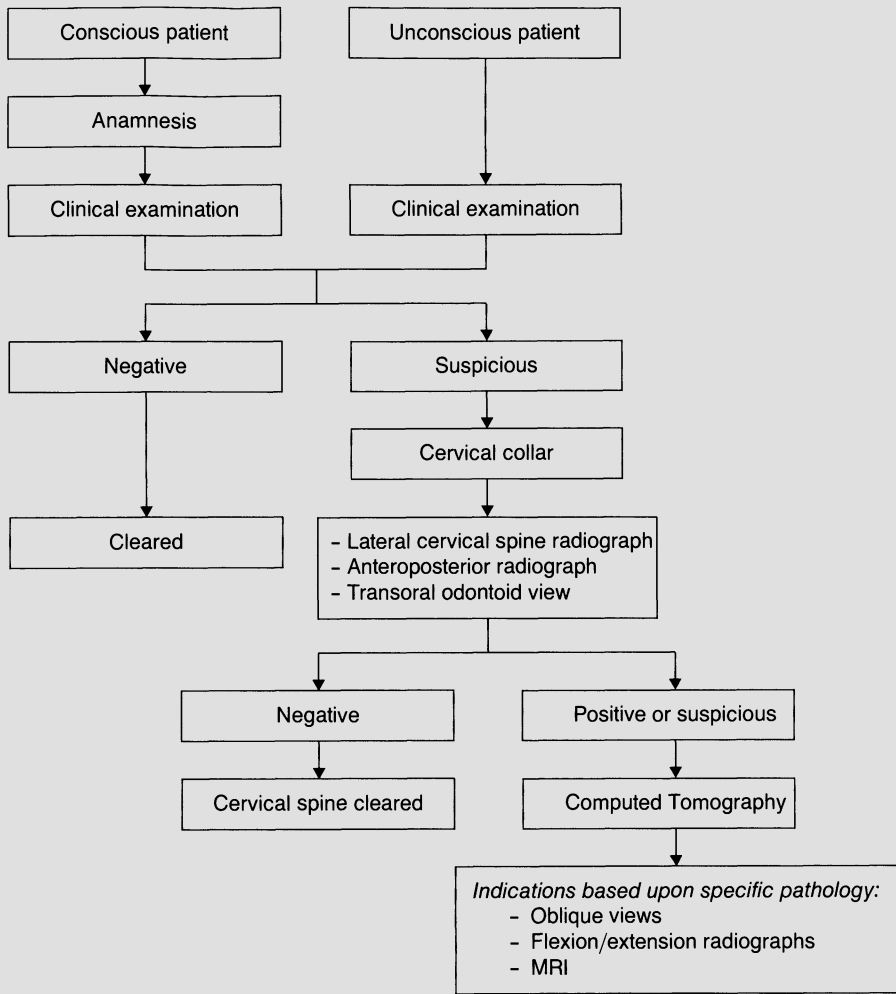 Conscious patient
Unconscious patient
Anamnesis
Clinical examination
Clinical examination
Negative
Suspicious
Cervical collar
Cleared
– Lateral cervical spine radiograph
– Anteroposterior radiograph
– Transoral odontoid view
Negative
Positive or suspicious
Cervical spine cleared
Computed Tomography
Indications based upon specific pathology:
– Oblique views
– Flexion/extension radiographs
– MRI